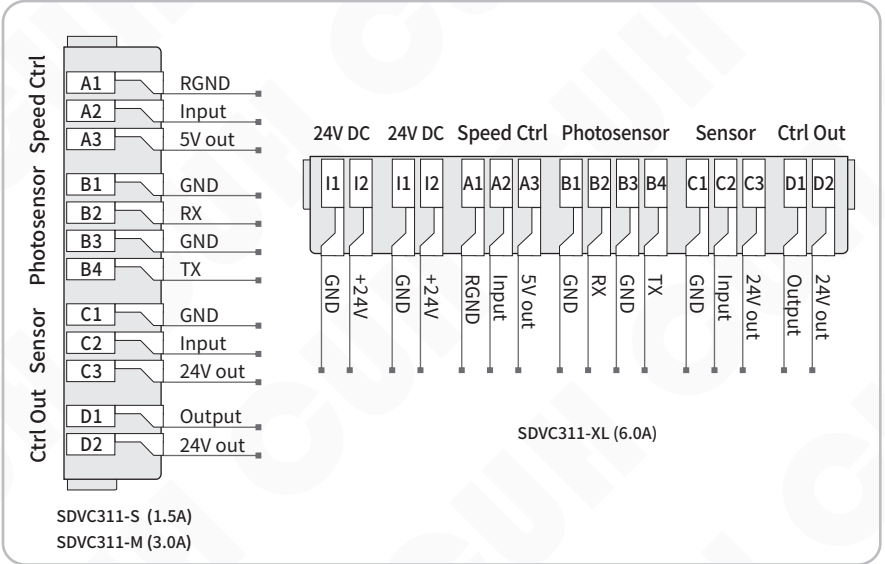 Speed Ctrl
A1 RGND
A2 Input
A3 5V out
Photosensor
B1 GND
B2 RX
B3 GND
B4 TX
Sensor
C1 GND
C2 Input
C3 24V out
Ctrl Out
D1 Output
D2 24V out
SDVC311-S (1.5A)
SDVC311-M (3.0A)
24V DC 24V DC Speed Ctrl Photosensor Sensor Ctrl Out
I1 I2 I1 I2 A1 A2 A3 B1 B2 B3 B4 C1 C2 C3 D1 D2
GND +24V GND +24V RGND Input 5V out GND RX GND TX GND Input 24V out Output 24V out
SDVC311-XL (6.0A)
CUH